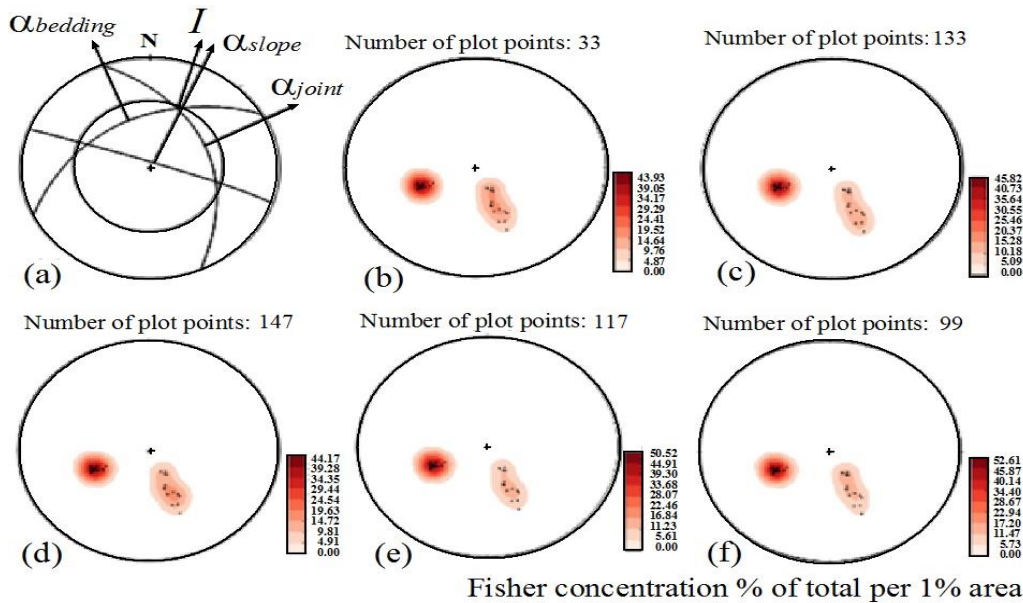 αbedding
N
I
αslope
αjoint
(a)
Number of plot points: 33
43.93
39.05
34.17
29.29
24.41
19.52
14.64
9.76
4.87
0.00
(b)
Number of plot points:133
45.82
40.73
35.64
30.55
25.46
20.37
15.28
10.18
5.09
0.00
(c)
Number of plot points: 147
44.17
39.28
39.35
34.44
24.54
19.63
14.72
9.81
4.91
0.00
(d)
Number of plot points: 117
50.52
44.91
39.30
33.68
28.07
22.46
16.84
11.23
5.61
0.00
(e)
Number of plot points: 99
52.61
45.87
40.14
34.40
28.67
22.94
17.20
11.47
5.73
0.00
(f)
Fisher concentration % of total per 1% area